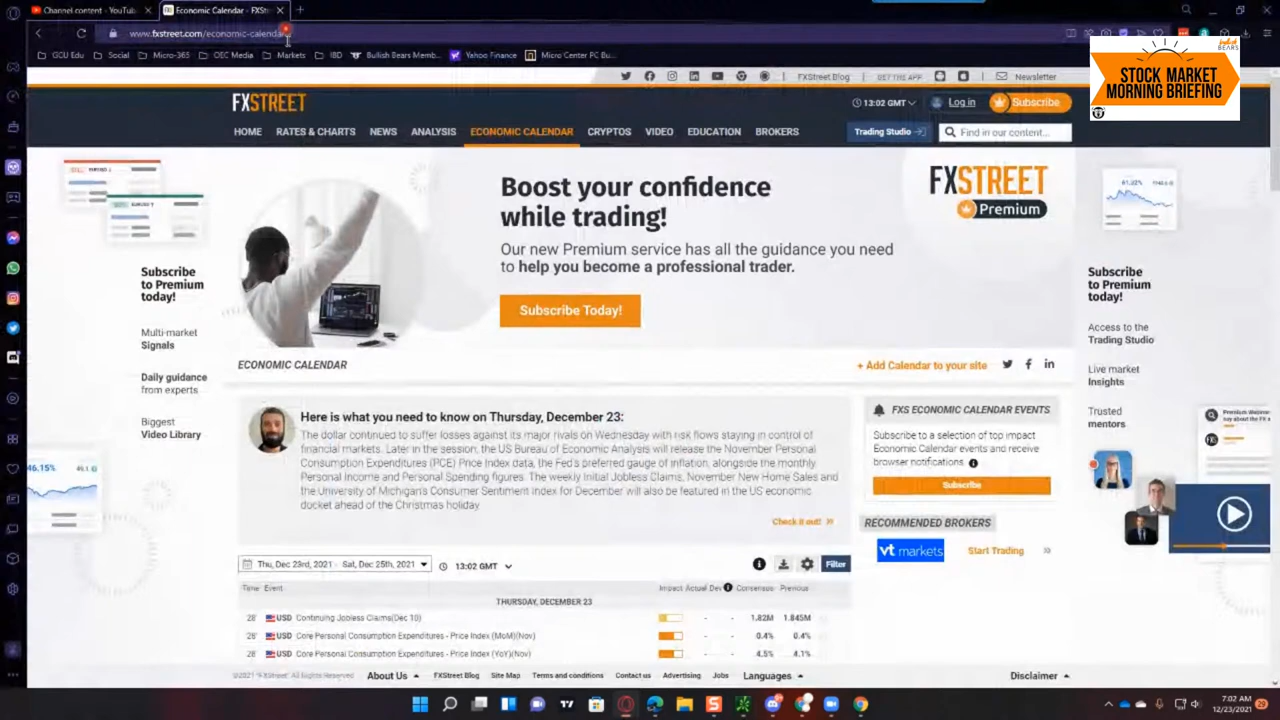 Channel content - YouTub
Economic Calendar - FXStr
www.fxstreet.com/economic-calendar
GCU Edu
Social
Micro-365
OEC Media
Markets
IBD
Bullish Bears Memb...
Yahoo Finance
Micro Center PC Bu...
FXStreet Blog
GET THE APP
Newsletter
bullish BEARS
STOCK MARKET
MORNING BRIEFING
FXSTREET
13:02 GMT
Log in
Subscribe
HOME
RATES & CHARTS
NEWS
ANALYSIS
ECONOMIC CALENDAR
CRYPTOS
VIDEO
EDUCATION
BROKERS
Trading Studio
Find in our content...
Boost your confidence
while trading!
Our new Premium service has all the guidance you need
to help you become a professional trader.
Subscribe Today!
FXSTREET
Premium
61.32%
Subscribe
to Premium
today!
Multi-market
Signals
Daily guidance
from experts
Biggest
Video Library
46.15%
Subscribe
to Premium
today!
Access to the
Trading Studio
Live market
Insights
Trusted
mentors
ECONOMIC CALENDAR
+ Add Calendar to your site
Here is what you need to know on Thursday, December 23:
The dollar continued to suffer losses against its major rivals on Wednesday with risk flows staying in control of
financial markets. Later in the session, the US Bureau of Economic Analysis will release the November Personal
Consumption Expenditures (PCE) Price Index data, the Fed's preferred gauge of inflation, alongside the monthly
Personal Income and Personal Spending figures. The weekly Initial Jobless Claims, November New Home Sales and
the University of Michigan's Consumer Sentiment Index for December will also be featured in the US economic
docket ahead of the Christmas holiday.
Check it out!
FXS ECONOMIC CALENDAR EVENTS
Subscribe to a selection of top impact
Economic Calendar events and receive
browser notifications.
Subscribe
RECOMMENDED BROKERS
vt markets
Start Trading
Thu, Dec 23rd, 2021 - Sat, Dec 25th, 2021
13:02 GMT
Filter
Time Event Impact Actual Dev Consensus Previous
THURSDAY, DECEMBER 23
28' USD Continuing Jobless Claims(Dec 10) - - 1.82M 1.845M
28' USD Core Personal Consumption Expenditures - Price Index (MoM)(Nov) - - 0.4% 0.4%
28' USD Core Personal Consumption Expenditures - Price Index (YoY)(Nov) - - 4.5% 4.1%
©2021 "FXStreet" All Rights Reserved
About Us
FXStreet Blog
Site Map
Terms and conditions
Contact us
Advertising
Jobs
Languages
Disclaimer
7:02 AM
12/23/2021